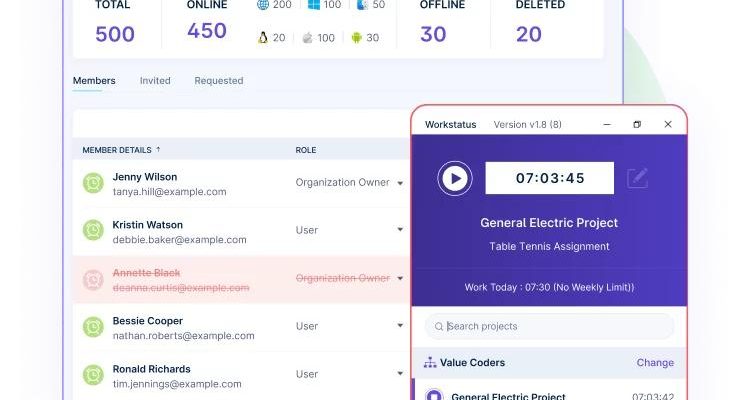 TOTAL
500
ONLINE
450
200
100
50
20
100
30
OFFLINE
30
DELETED
20
Members
Invited
Requested
MEMBER DETAILS ↑
ROLE
Jenny Wilson
tanya.hill@example.com
Organization Owner
Kristin Watson
debbie.baker@example.com
User
Annette Black
deanna.curtis@example.com
Organization Owner
Bessie Cooper
nathan.roberts@example.com
User
Ronald Richards
tim.jennings@example.com
User
Workstatus
Version v1.8 (8)
07:03:45
General Electric Project
Table Tennis Assignment
Work Today : 07:30 (No Weekly Limit))
Search projects
Value Coders
Change
General Electric Project
07:03:42